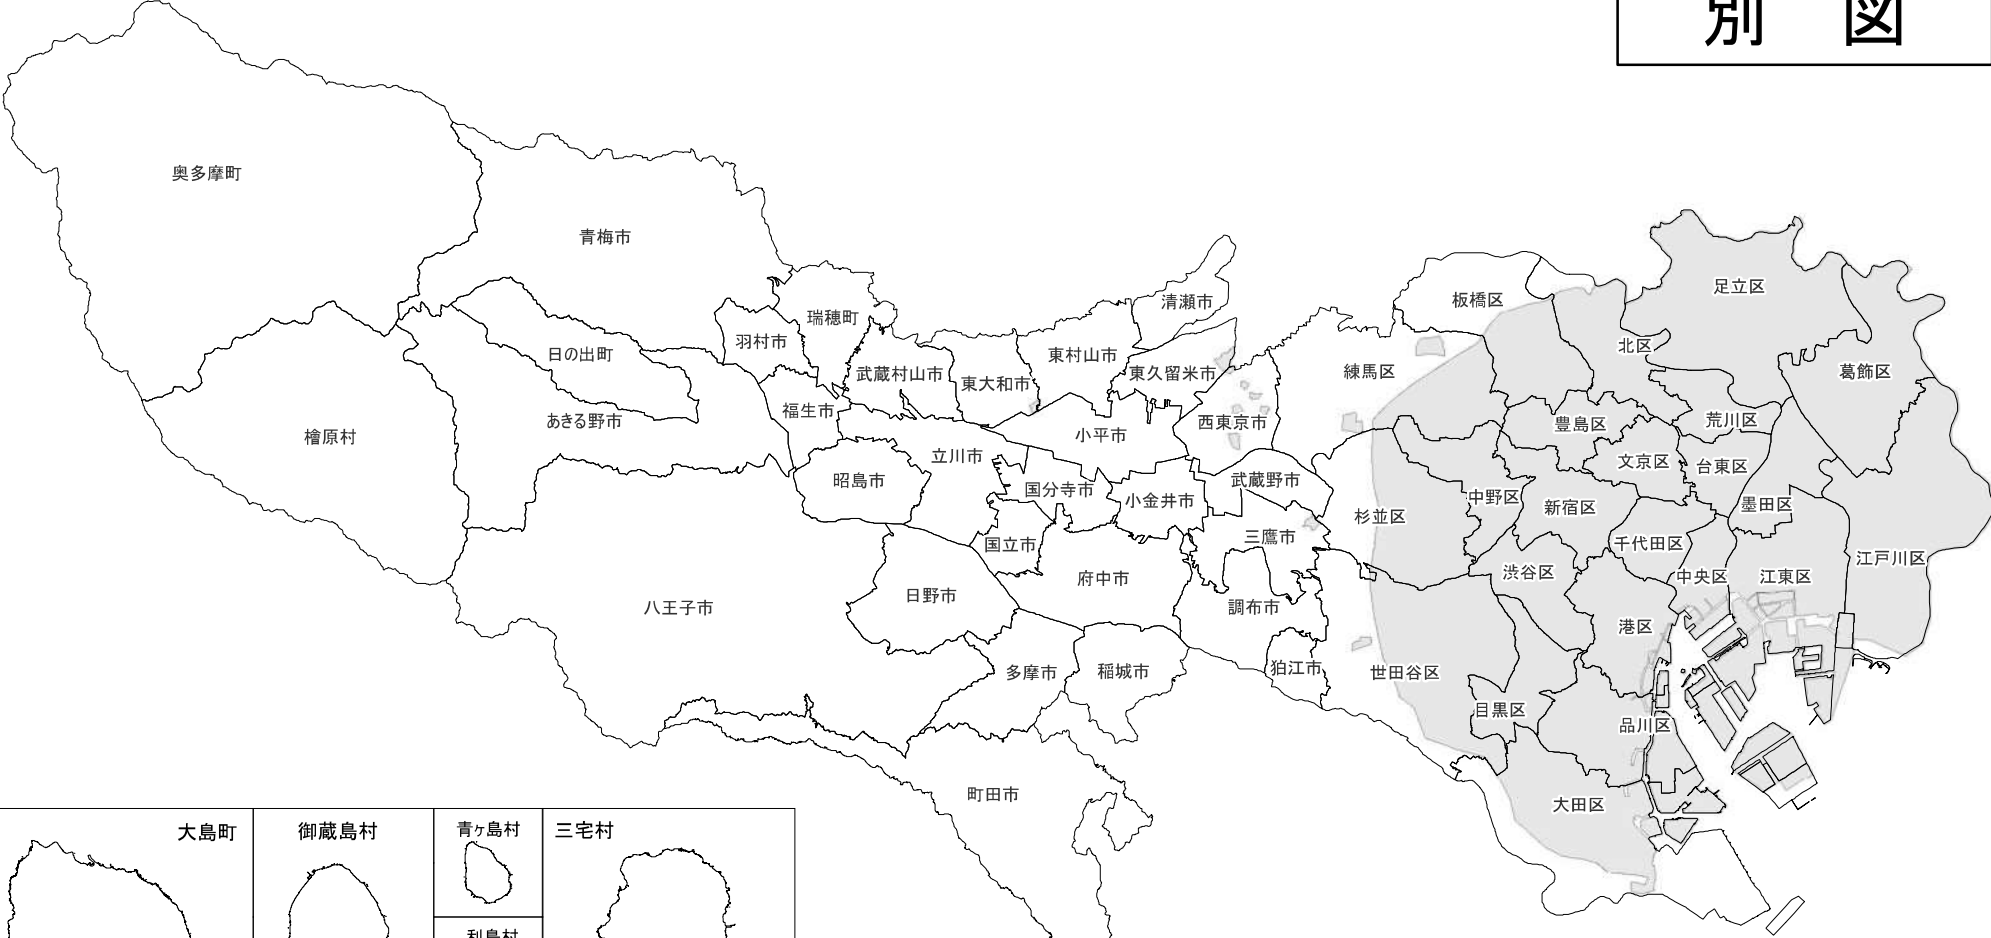 別 図
奥多摩町
青梅市
足立区
清瀬市
板橋区
瑞穂町
羽村市
北区
日の出町
東村山市
東久留米市
練馬区
葛飾区
武蔵村山市
東大和市
福生市
あきる野市
西東京市
豊島区
荒川区
檜原村
小平市
立川市
文京区
台東区
昭島市
国分寺市
小金井市
武蔵野市
中野区
新宿区
墨田区
杉並区
国立市
三鷹市
千代田区
江戸川区
府中市
渋谷区
中央区
江東区
日野市
八王子市
調布市
港区
多摩市
稲城市
狛江市
世田谷区
目黒区
品川区
町田市
大田区
大島町
御蔵島村
青ヶ島村
三宅村
利島村